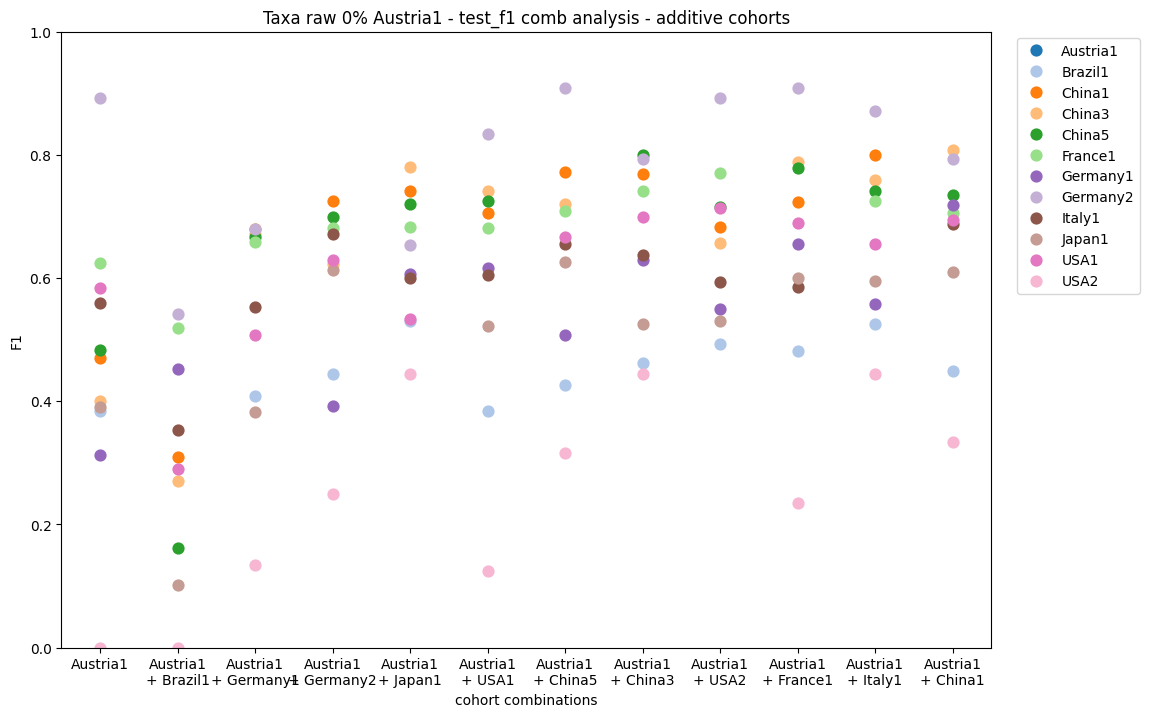 Taxa raw 0% Austria1 - test_f1 comb analysis - additive cohorts
1.0
0.8
0.6
0.4
0.2
0.0
F1
Austria1
Austria1
+ Brazil1
Austria1
+ Germany1
Austria1
+ Germany2
Austria1
+ Japan1
Austria1
+ USA1
Austria1
+ China5
Austria1
+ China3
Austria1
+ USA2
Austria1
+ France1
Austria1
+ Italy1
Austria1
+ China1
cohort combinations
Austria1
Brazil1
China1
China3
China5
France1
Germany1
Germany2
Italy1
Japan1
USA1
USA2